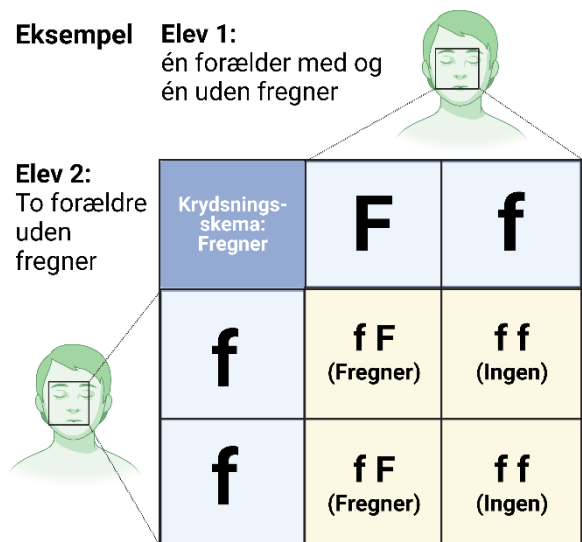 Eksempel
Elev 1:
én forælder med og
én uden fregner
Elev 2:
To forældre
uden
fregner
Krydsnings-
skema:
Fregner
F
f
f
f F
(Fregner)
f f
(Ingen)
f
f F
(Fregner)
f f
(Ingen)